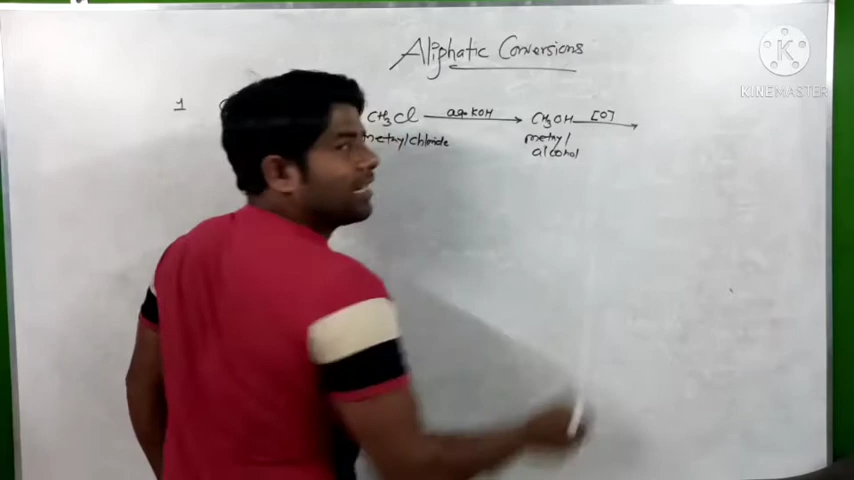 Aliphatic Conversions
K
KINEMASTER
1
CH3Cl aq KOH CH3OH [O]
methyl chloride methyl
alcohol